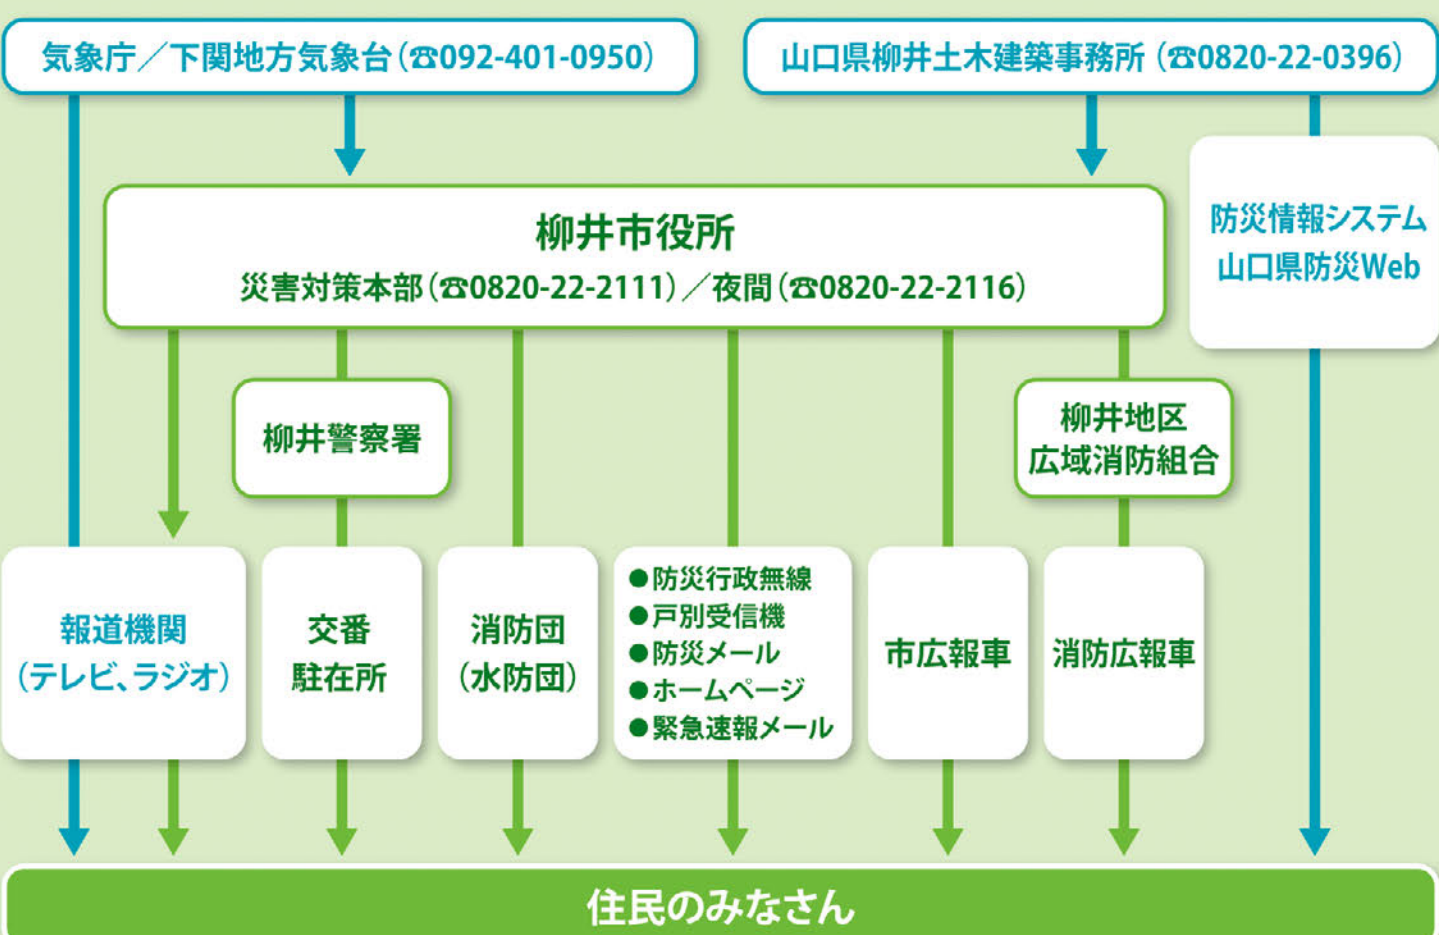 気象庁／下関地方気象台（☎092-401-0950）
山口県柳井土木建築事務所（☎0820-22-0396）
柳井市役所
災害対策本部（☎0820-22-2111）／夜間（☎0820-22-2116）
防災情報システム
山口県防災Web
柳井警察署
柳井地区
広域消防組合
報道機関
（テレビ、ラジオ）
交番
駐在所
消防団
（水防団）
●防災行政無線
●戸別受信機
●防災メール
●ホームページ
●緊急速報メール
市広報車
消防広報車
住民のみなさん